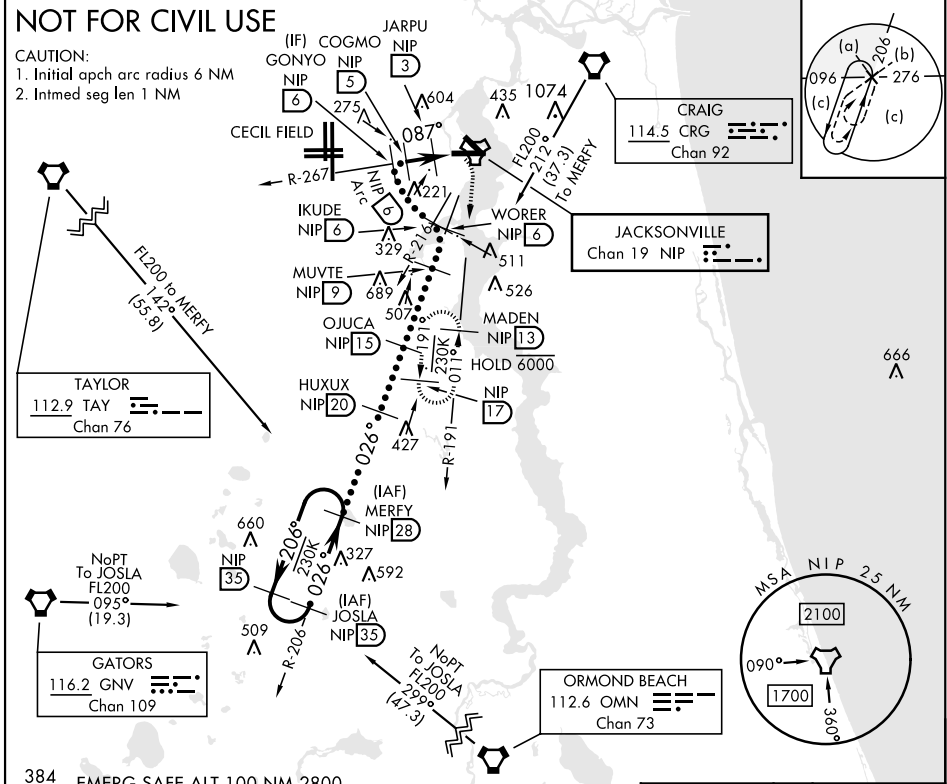 NOT FOR CIVIL USE
CAUTION:
1. Initial apch arc radius 6 NM
2. Intmed seg len 1 NM
(IF)
GONYO
NIP
6
COGMO
NIP
5
JARPU
NIP
3
275
604
087°
435
1074
CECIL FIELD
R-267
NIP 6 Arc
221
FL200
212°
(37.3)
To MERFY
CRAIG
114.5 CRG
Chan 92
(a)
206
(b)
096
276
(c)
(c)
IKUDE
NIP 6
329
R-216
WORER
NIP 6
511
JACKSONVILLE
Chan 19 NIP
MUVTE
NIP 9
689
507
526
OJUCA
NIP 15
191°
230K
011°
MADEN
NIP 13
HOLD 6000
666
FL200 to MERFY
142°
(55.8)
TAYLOR
112.9 TAY
Chan 76
HUXUX
NIP 20
NIP
17
427
026°
R-191
(IAF)
MERFY
NIP 28
660
206°
230K
026°
327
592
NIP
35
NoPT
To JOSLA
FL200
095°
(19.3)
(IAF)
JOSLA
NIP 35
509
R-206
GATORS
116.2 GNV
Chan 109
NoPT
To JOSLA
FL200
299°
(47.3)
ORMOND BEACH
112.6 OMN
Chan 73
MSA NIP 25 NM
2100
090°
1700
360°
384
EMERG SAFE ALT 100 NM 2800